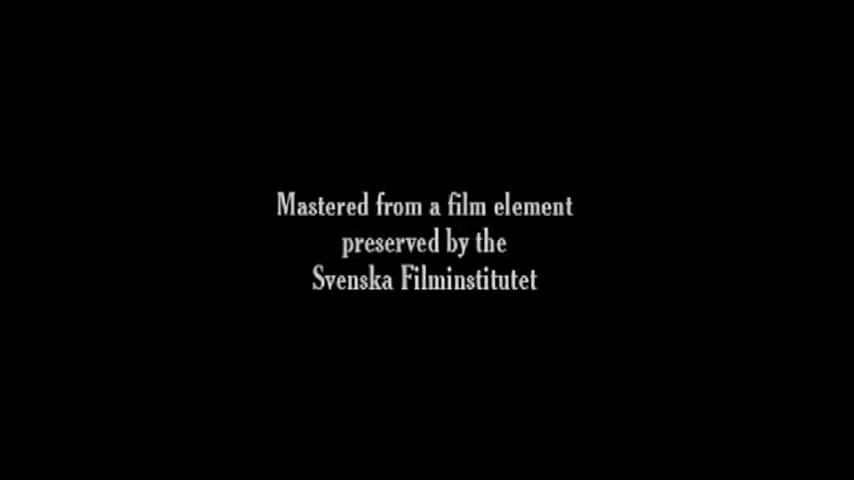 Mastered from a film element
preserved by the
Svenska Filminstitutet